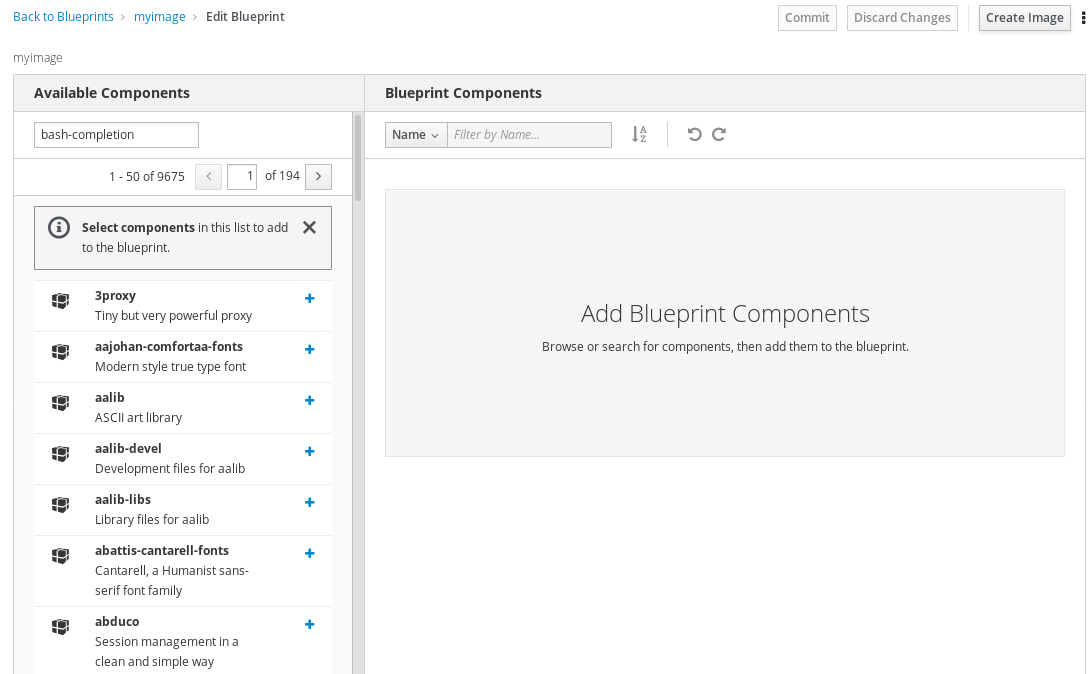 Back to Blueprints › myimage › Edit Blueprint
Commit Discard Changes Create Image
myimage
Available Components
Blueprint Components
bash-completion
Name Filter by Name...
1 - 50 of 9675 1 of 194
Select components in this list to add
to the blueprint.
3proxy
Tiny but very powerful proxy
aajohan-comfortaa-fonts
Modern style true type font
aalib
ASCII art library
aalib-devel
Development files for aalib
aalib-libs
Library files for aalib
abattis-cantarell-fonts
Cantarell, a Humanist sans-
serif font family
abduco
Session management in a
clean and simple way
Add Blueprint Components
Browse or search for components, then add them to the blueprint.